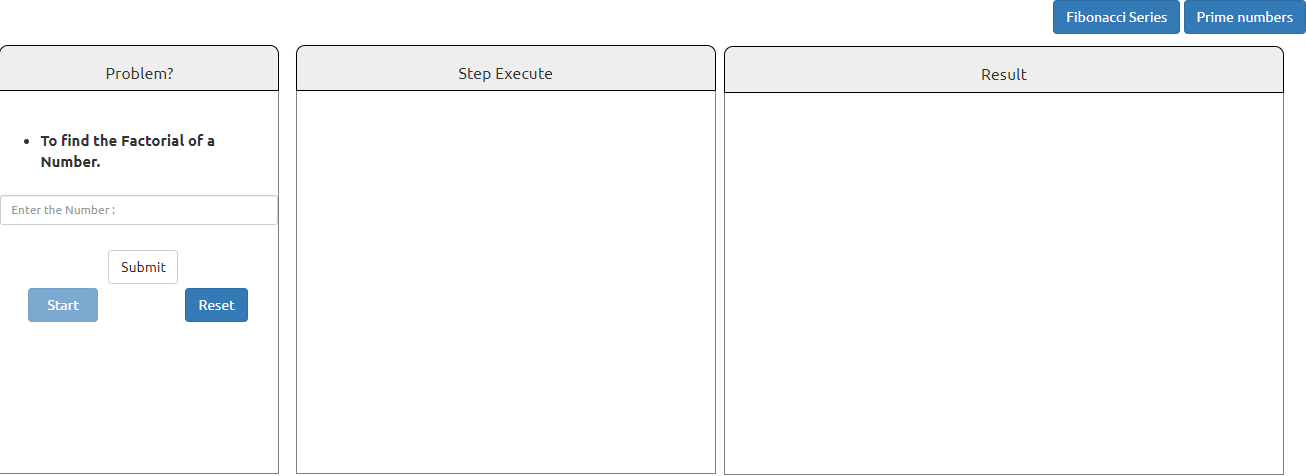 Fibonacci Series
Prime numbers
Problem?
Step Execute
Result
To find the Factorial of a
Number.
Enter the Number :
Submit
Start
Reset